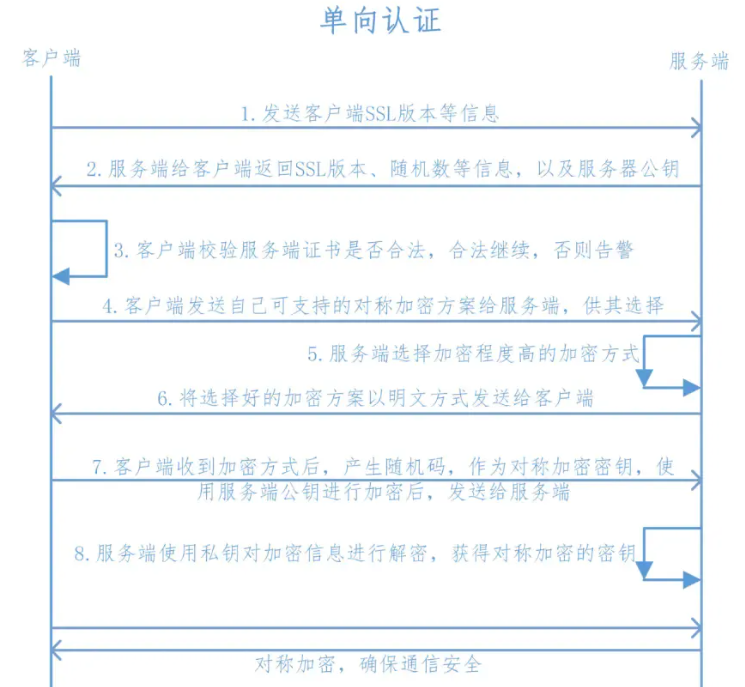 单向认证
客户端
服务端
1.发送客户端SSL版本等信息
2.服务端给客户端返回SSL版本、随机数等信息，以及服务器公钥
3.客户端校验服务端证书是否合法，合法继续，否则告警
4.客户端发送自己可支持的对称加密方案给服务端，供其选择
5.服务端选择加密程度高的加密方式
6.将选择好的加密方案以明文方式发送给客户端
7.客户端收到加密方式后，产生随机码，作为对称加密密钥，使
用服务端公钥进行加密后，发送给服务端
8.服务端使用私钥对加密信息进行解密，获得对称加密的密钥
对称加密，确保通信安全